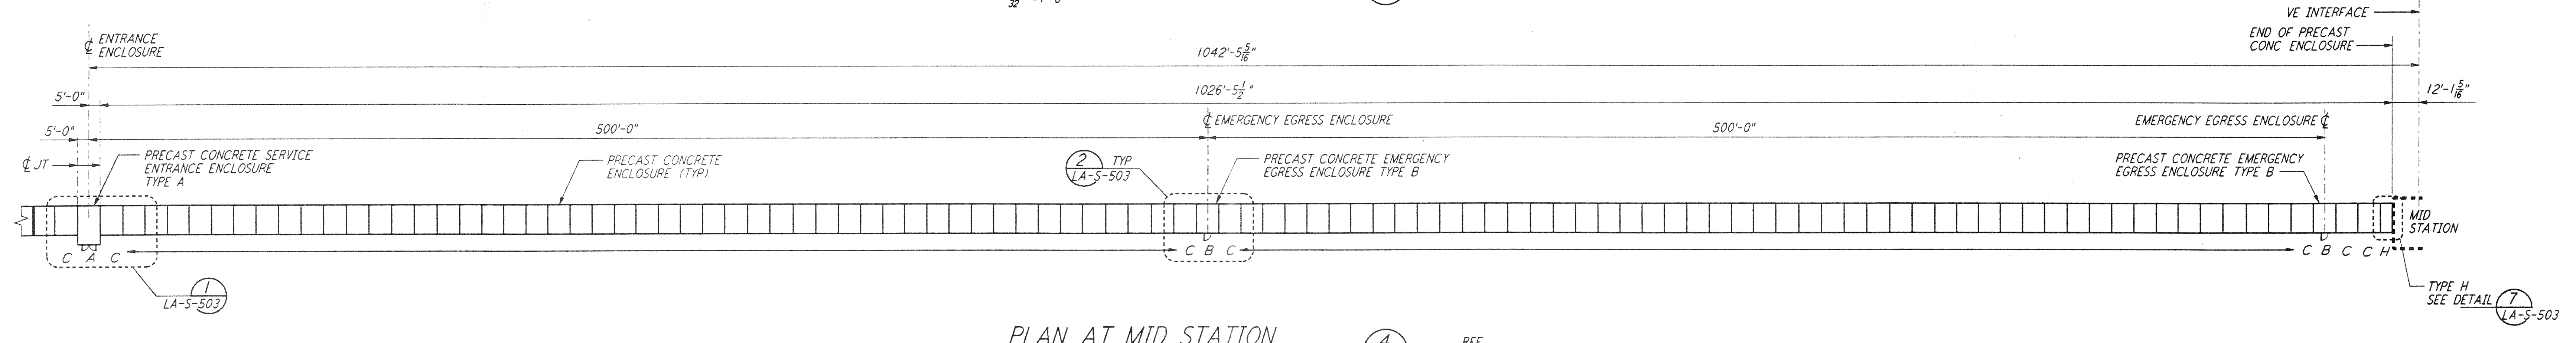 VE INTERFACE
℄ ENTRANCE
ENCLOSURE
END OF PRECAST
CONC ENCLOSURE
1042'-5 5/16"
5'-0"
1026'-5 1/2"
12'-1 5/16"
5'-0"
500'-0"
℄ EMERGENCY EGRESS ENCLOSURE
500'-0"
EMERGENCY EGRESS ENCLOSURE ℄
℄ JT
PRECAST CONCRETE SERVICE
ENTRANCE ENCLOSURE
TYPE A
PRECAST CONCRETE
ENCLOSURE (TYP)
2 TYP
LA-S-503
PRECAST CONCRETE EMERGENCY
EGRESS ENCLOSURE TYPE B
PRECAST CONCRETE EMERGENCY
EGRESS ENCLOSURE TYPE B
MID
STATION
C A C
C B C
C B C C H
1
LA-S-503
TYPE H
SEE DETAIL 7
LA-S-503
PLAN AT MID STATION
4
REF